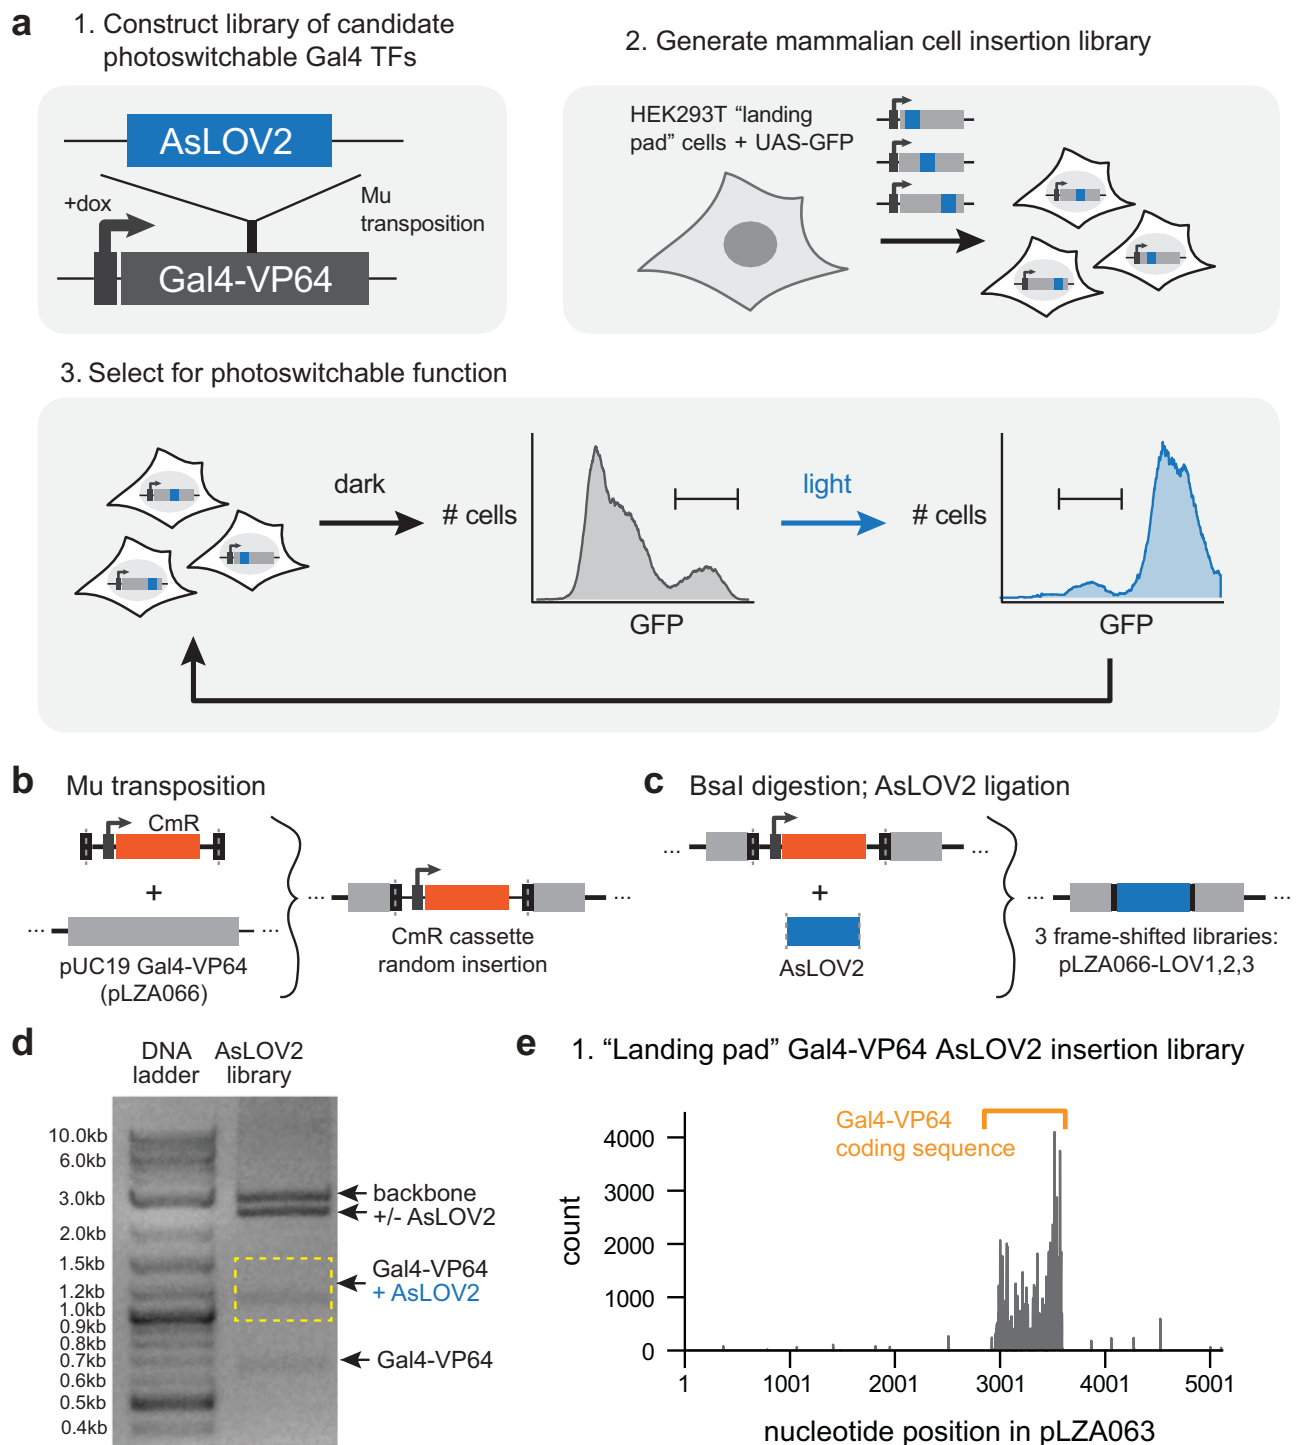 a
1. Construct library of candidate
photoswitchable Gal4 TFs
AsLOV2
+dox
Mu
transposition
Gal4-VP64
2. Generate mammalian cell insertion library
HEK293T “landing
pad” cells + UAS-GFP
3. Select for photoswitchable function
dark
# cells
GFP
light
# cells
GFP
b
Mu transposition
CmR
+
...
...
pUC19 Gal4-VP64
(pLZA066)
...
...
CmR cassette
random insertion
c
BsaI digestion; AsLOV2 ligation
...
...
+
AsLOV2
...
...
3 frame-shifted libraries:
pLZA066-LOV1,2,3
d
DNA
ladder
AsLOV2
library
10.0kb
6.0kb
3.0kb
2.0kb
1.5kb
1.2kb
1.0kb
0.9kb
0.8kb
0.7kb
0.6kb
0.5kb
0.4kb
backbone
+/- AsLOV2
Gal4-VP64
+ AsLOV2
Gal4-VP64
e
1. “Landing pad” Gal4-VP64 AsLOV2 insertion library
Gal4-VP64
coding sequence
count
4000
3000
2000
1000
0
1
1001
2001
3001
4001
5001
nucleotide position in pLZA063